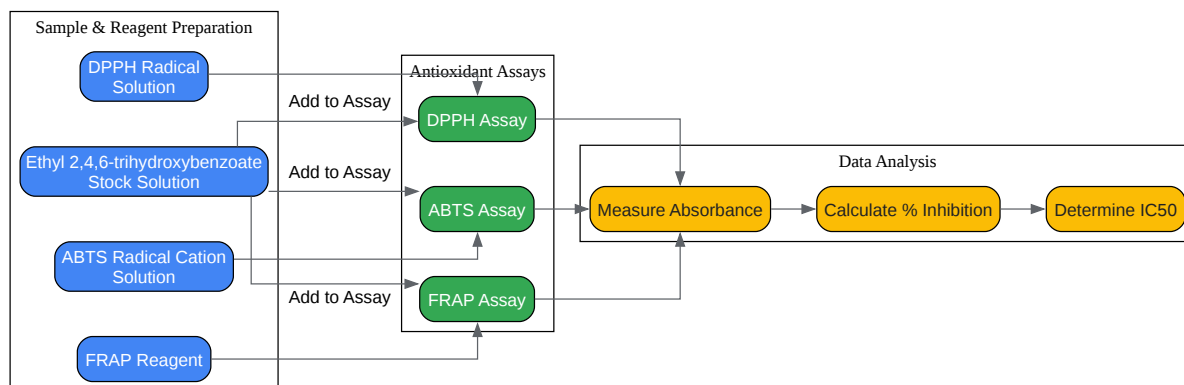 Sample & Reagent Preparation
DPPH Radical
Solution
Ethyl 2,4,6-trihydroxybenzoate
Stock Solution
ABTS Radical Cation
Solution
FRAP Reagent
Add to Assay
Add to Assay
Add to Assay
Antioxidant Assays
DPPH Assay
ABTS Assay
FRAP Assay
Data Analysis
Measure Absorbance
Calculate % Inhibition
Determine IC50